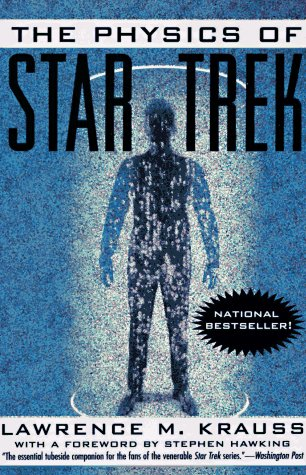 THE PHYSICS OF
STAR TREK
NATIONAL
BESTSELLER!
LAWRENCE M. KRAUSS
WITH A FOREWORD BY STEPHEN HAWKING
"The essential tubeside companion for the fans of the venerable Star Trek series."—Washington Post